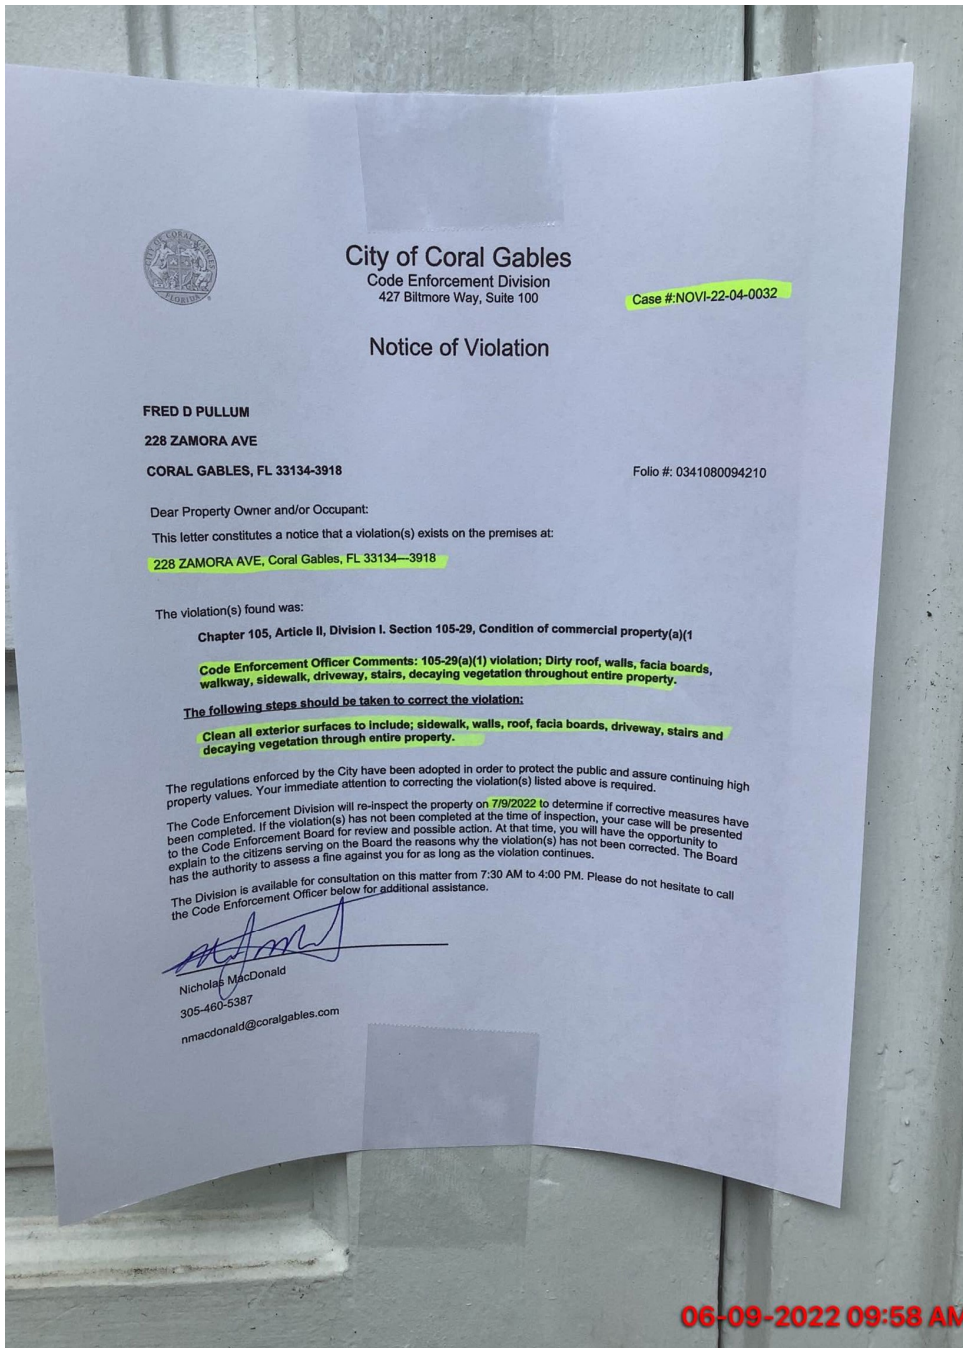 City of Coral Gables
Code Enforcement Division
427 Biltmore Way, Suite 100
Case #:NOVI-22-04-0032
Notice of Violation
FRED D PULLUM
228 ZAMORA AVE
CORAL GABLES, FL 33134-3918
Folio #: 0341080094210
Dear Property Owner and/or Occupant:
This letter constitutes a notice that a violation(s) exists on the premises at:
228 ZAMORA AVE, Coral Gables, FL 33134---3918
The violation(s) found was:
Chapter 105, Article II, Division I. Section 105-29, Condition of commercial property(a)(1
Code Enforcement Officer Comments: 105-29(a)(1) violation; Dirty roof, walls, facia boards,
walkway, sidewalk, driveway, stairs, decaying vegetation throughout entire property.
The following steps should be taken to correct the violation:
Clean all exterior surfaces to include; sidewalk, walls, roof, facia boards, driveway, stairs and
decaying vegetation through entire property.
The regulations enforced by the City have been adopted in order to protect the public and assure continuing high
property values. Your immediate attention to correcting the violation(s) listed above is required.
The Code Enforcement Division will re-inspect the property on 7/9/2022 to determine if corrective measures have
been completed. If the violation(s) has not been completed at the time of inspection, your case will be presented
to the Code Enforcement Board for review and possible action. At that time, you will have the opportunity to
explain to the citizens serving on the Board the reasons why the violation(s) has not been corrected. The Board
has the authority to assess a fine against you for as long as the violation continues.
The Division is available for consultation on this matter from 7:30 AM to 4:00 PM. Please do not hesitate to call
the Code Enforcement Officer below for additional assistance.
Nicholas MacDonald
305-460-5387
nmacdonald@coralgables.com
06-09-2022 09:58 AM